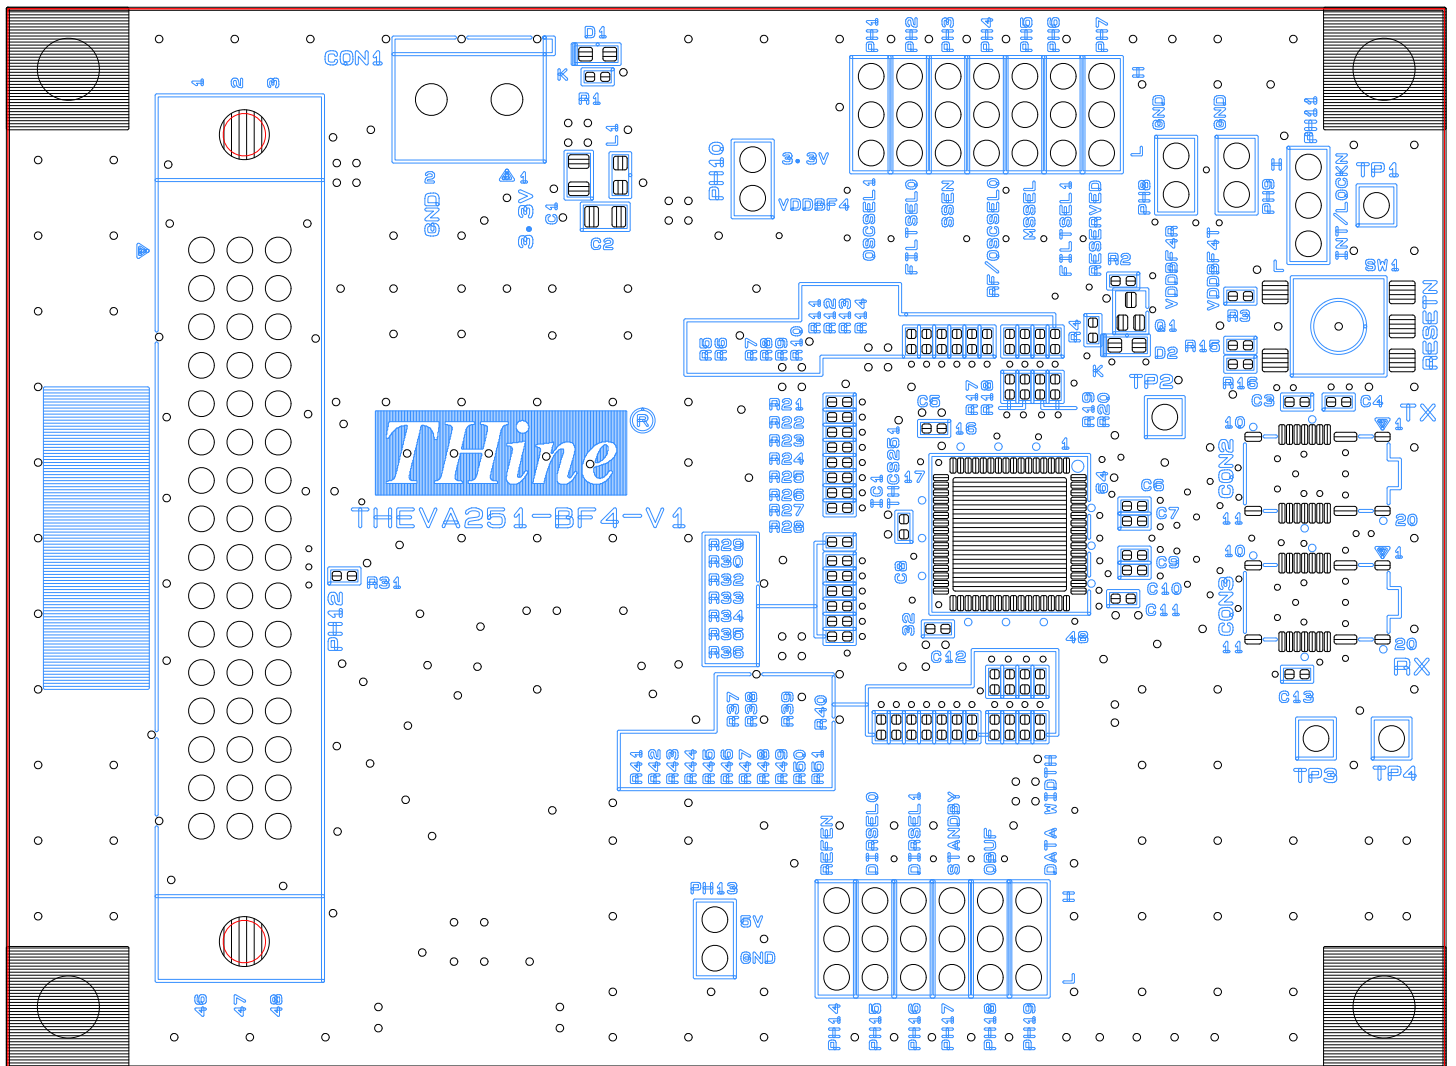 CON1
D1
K
R1
L1
C1
C2
2
GND
1
3.3V
1
2
3
PH1
PH2
PH3
PH4
PH5
PH6
PH7
H
L
OSCSEL1
FILTSEL0
SSEN
RF/OSCSEL0
MSSEL
FILTSEL1
RESERVED
PH10
3.3V
VDDBF4
GND
GND
PH8
PH9
VDDBF4R
VDDBF4T
PH11
H
L
INT/LOCKN
TP1
SW1
RESETN
R2
Q1
R4
D2
K
R3
R15
R16
R5
R6
R7
R8
R9
R10
R11
R12
R13
R14
R17
R18
R19
R20
TP2
C3
C4
TX
R21
R22
R23
R24
R25
R26
R27
R28
C5
16
1
17
64
IC1
THCS251
THine®
THEVA251-BF4-V1
C6
C7
C8
C9
C10
C11
C12
32
48
10
1
CON2
11
20
10
1
CON3
11
20
RX
C13
R29
R30
R32
R33
R34
R35
R36
R31
PH12
R37
R38
R39
R40
R41
R42
R43
R44
R45
R46
R47
R48
R49
R50
R51
TP3
TP4
REFEN
DIRSEL0
DIRSEL1
STANDBY
OBUF
DATA WIDTH
H
L
PH13
5V
GND
PH14
PH15
PH16
PH17
PH18
PH19
46
47
48